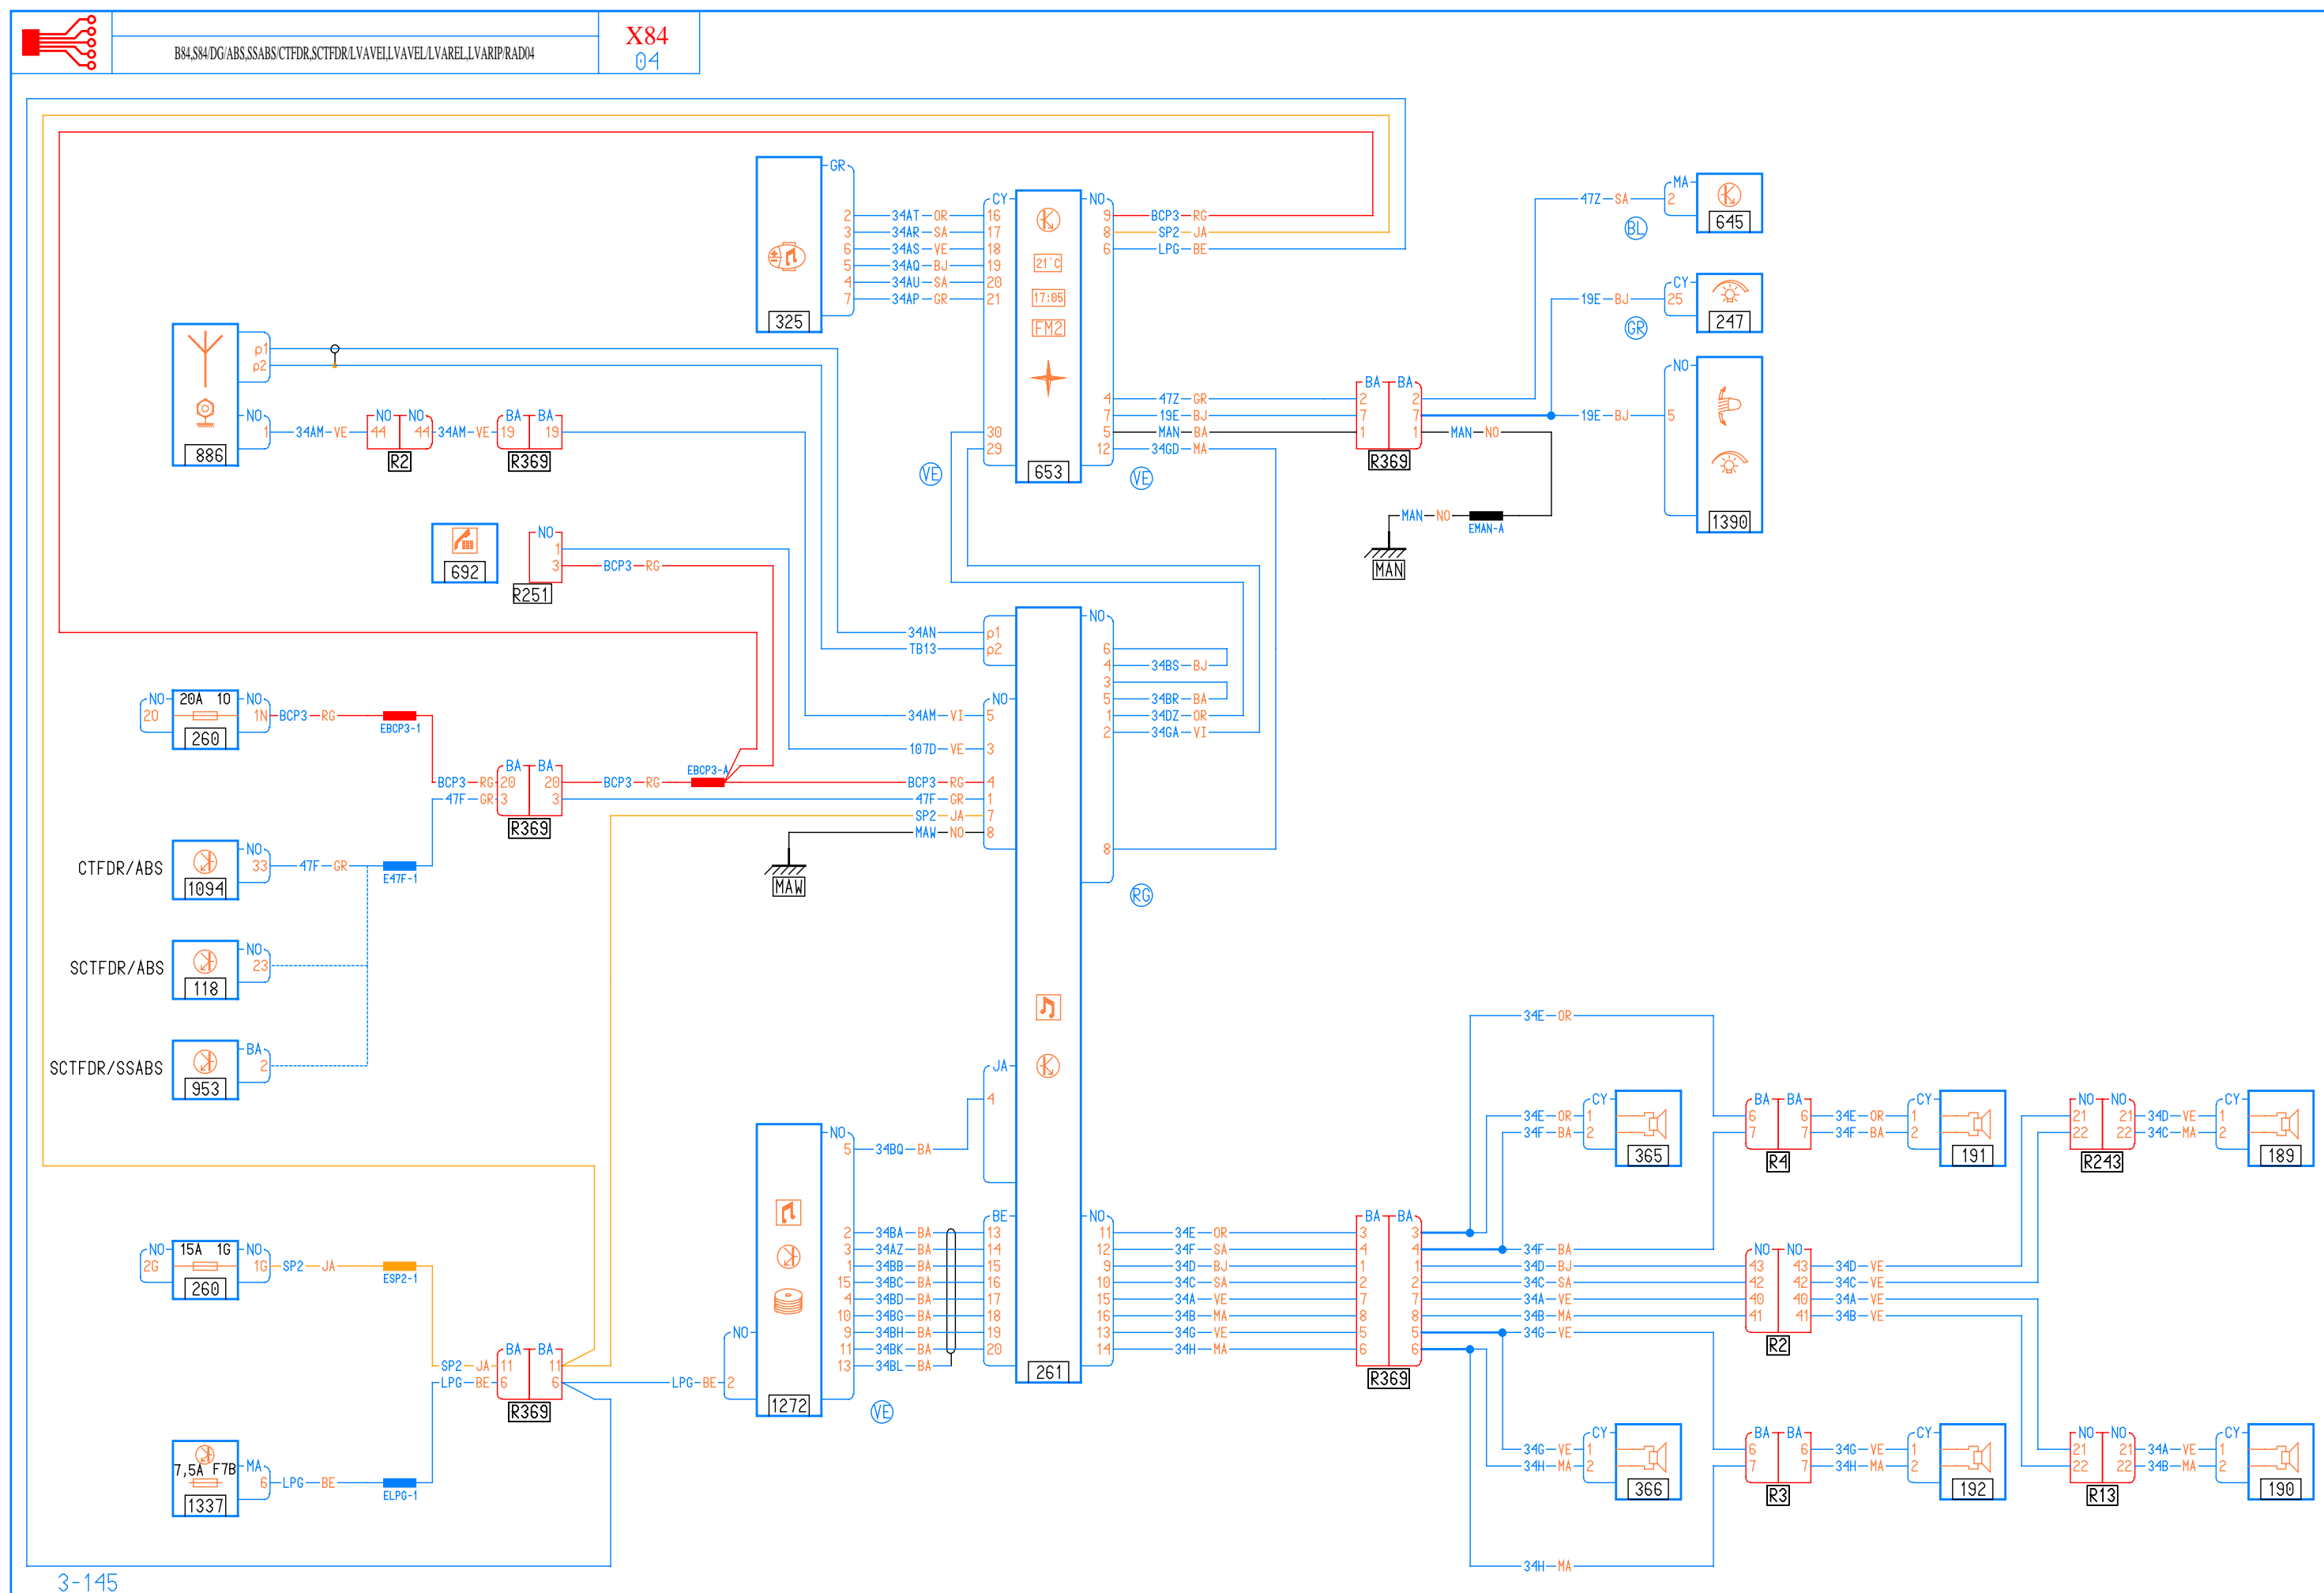 B84,S84/DG/ABS,SSABS/CTFDR,SCTFDR/LVAVEL,LVAVEL/LVAREL,LVARIP/RAD04
X84
04
GR
2 34AT OR 16
3 34AR SA 17
6 34AS VE 18
5 34AQ BJ 19
4 34AU SA 20
7 34AP GR 21
325
CY
21°C
17:05
FM2
30
29
653
VE
VE
NO
9 BCP3 RG
8 SP2 JA
6 LPG BE
4 47Z GR 2
7 19E BJ 7
5 MAN BA 1
12 34GD MA
BA BA
2
7
1
R369
47Z SA
MA
2
645
BL
19E BJ
CY
25
247
GR
19E BJ
NO
5
1390
MAN NO
MAN NO
EMAN-A
MAN
p1
p2
NO
1 34AM VE
886
NO NO
44 44
R2
34AM VE
BA BA
19 19
R369
692
NO
1
3 BCP3 RG
R251
34AN p1
TB13 p2
NO
34AM VI 5
107D VE 3
BCP3 RG 4
47F GR 1
SP2 JA 7
MAW NO 8
MAW
NO
6
4 34BS BJ
3
5 34BR BA
1 34DZ OR
2 34GA VI
8
RG
NO 20A 10 NO
20 1N BCP3 RG
260
EBCP3-1
BA BA
BCP3 RG 20 20 BCP3 RG
47F GR 3 3
EBCP3-A
R369
CTFDR/ABS
NO
33 47F GR
E47F-1
1094
SCTFDR/ABS
NO
23
118
SCTFDR/SSABS
BA
2
953
NO 15A 1G NO
2G 1G SP2 JA
260
ESP2-1
BA BA
SP2 JA 11 11
LPG BE 6 6
R369
LPG BE 2
NO
7,5A F7B
MA
6 LPG BE
1337
ELPG-1
NO
5 34BQ BA
JA
4
BE
2 34BA BA 13
3 34AZ BA 14
1 34BB BA 15
15 34BC BA 16
4 34BD BA 17
10 34BG BA 18
9 34BH BA 19
11 34BK BA 20
13 34BL BA
1272
VE
261
NO
11 34E OR 3
12 34F SA 4
9 34D BJ 1
10 34C SA 2
15 34A VE 7
16 34B MA 8
13 34G VE 5
14 34H MA 6
BA BA
3
4
1
2
7
8
5
6
R369
34E OR
34F BA
34D BJ
34C SA
34A VE
34B MA
34G VE
34H MA
CY
34E OR 1
34F BA 2
365
BA BA
6 6 34E OR 1
7 7 34F BA 2
R4
CY
191
NO NO
21 21 34D VE 1
22 22 34C MA 2
R243
CY
189
NO NO
43 43 34D VE
42 42 34C VE
40 40 34A VE
41 41 34B VE
R2
CY
34G VE 1
34H MA 2
366
BA BA
6 6 34G VE 1
7 7 34H MA 2
R3
CY
192
NO NO
21 21 34A VE 1
22 22 34B MA 2
R13
CY
190
3-145